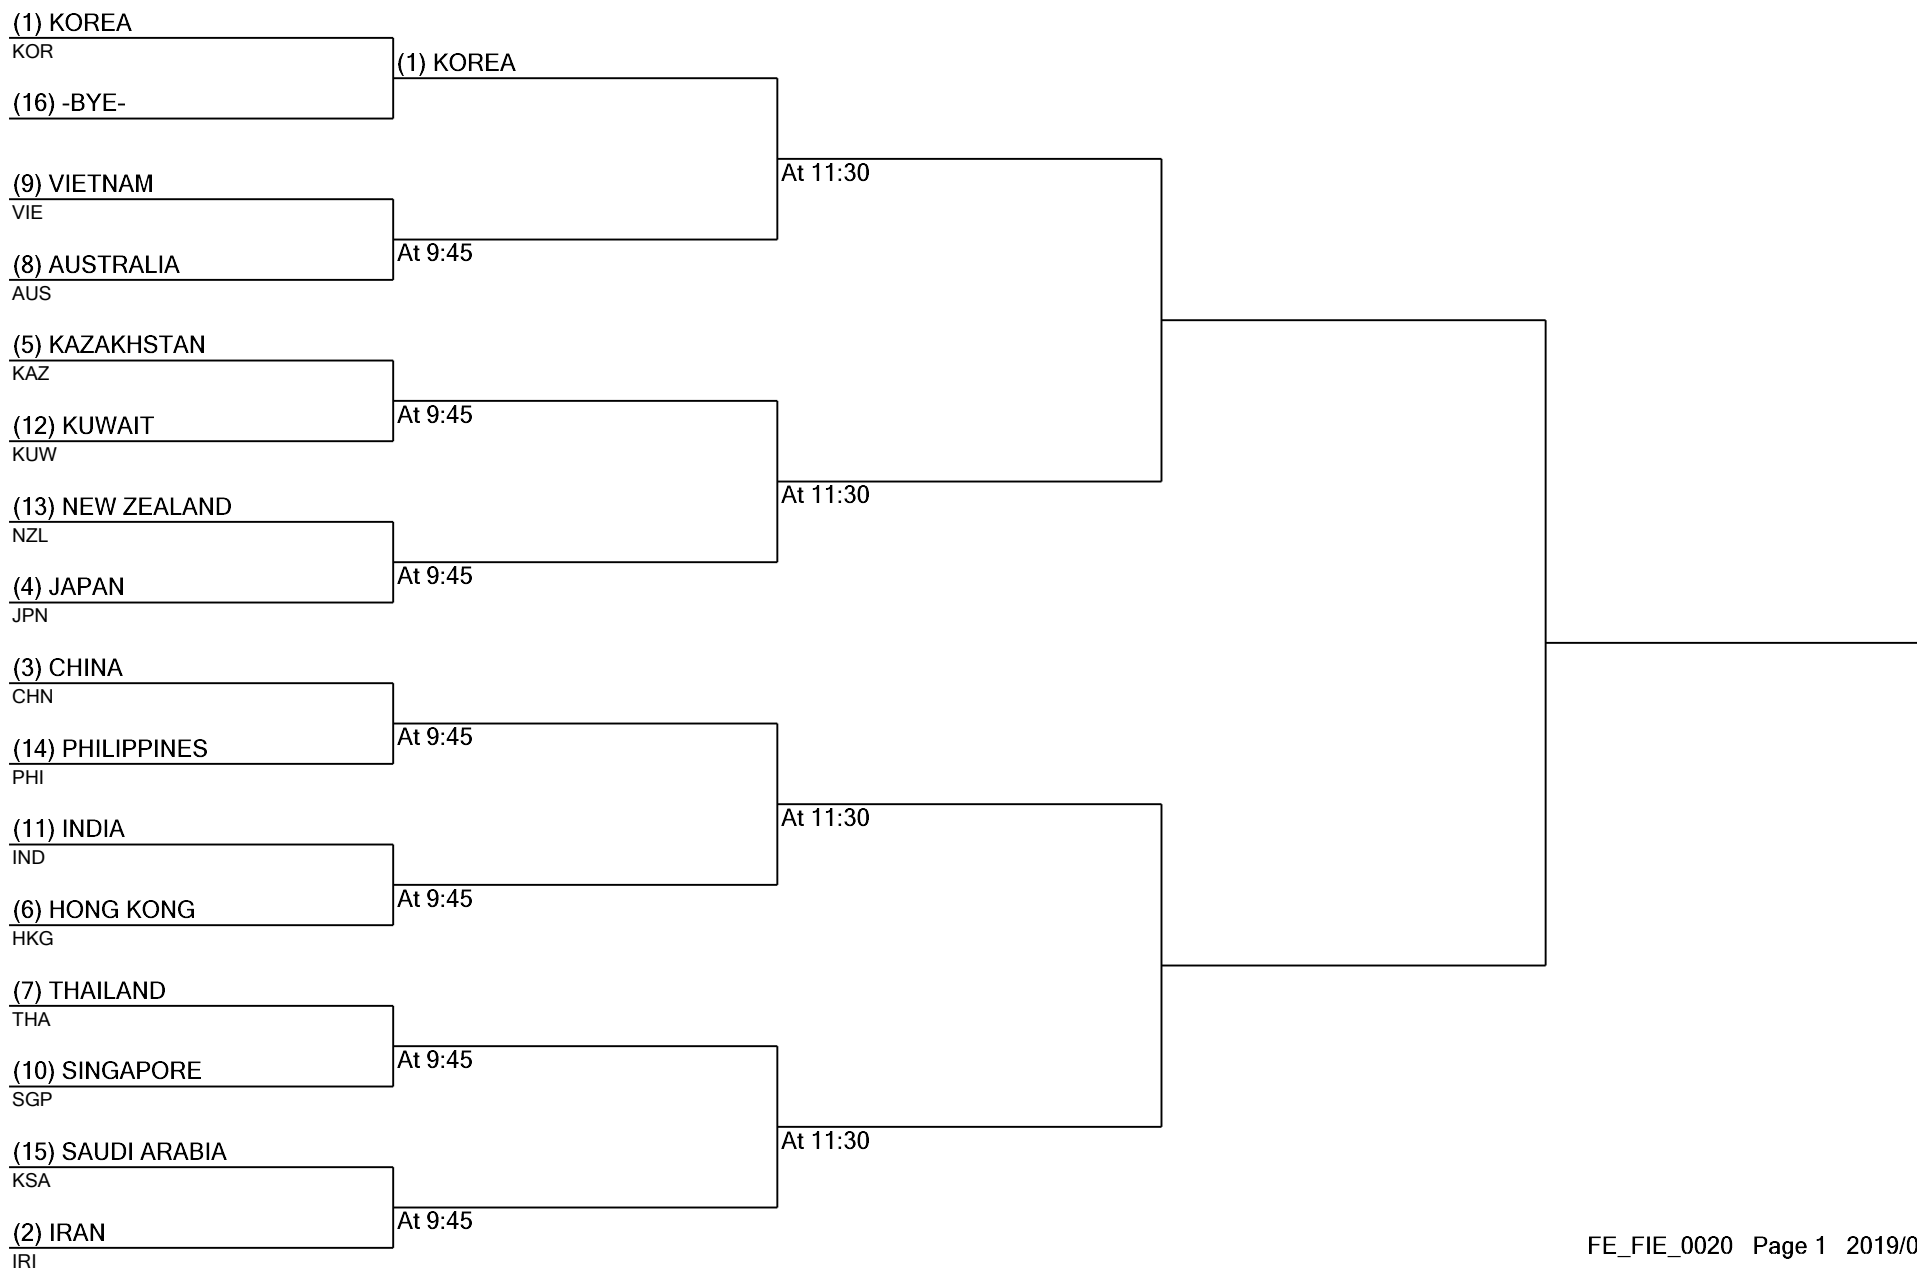 (1) KOREA
KOR
(1) KOREA
(16) -BYE-
At 11:30
(9) VIETNAM
VIE
At 9:45
(8) AUSTRALIA
AUS
(5) KAZAKHSTAN
KAZ
At 9:45
(12) KUWAIT
KUW
At 11:30
(13) NEW ZEALAND
NZL
At 9:45
(4) JAPAN
JPN
(3) CHINA
CHN
At 9:45
(14) PHILIPPINES
PHI
At 11:30
(11) INDIA
IND
At 9:45
(6) HONG KONG
HKG
(7) THAILAND
THA
At 9:45
(10) SINGAPORE
SGP
At 11:30
(15) SAUDI ARABIA
KSA
At 9:45
(2) IRAN
IRI
FE_FIE_0020 Page 1 2019/0